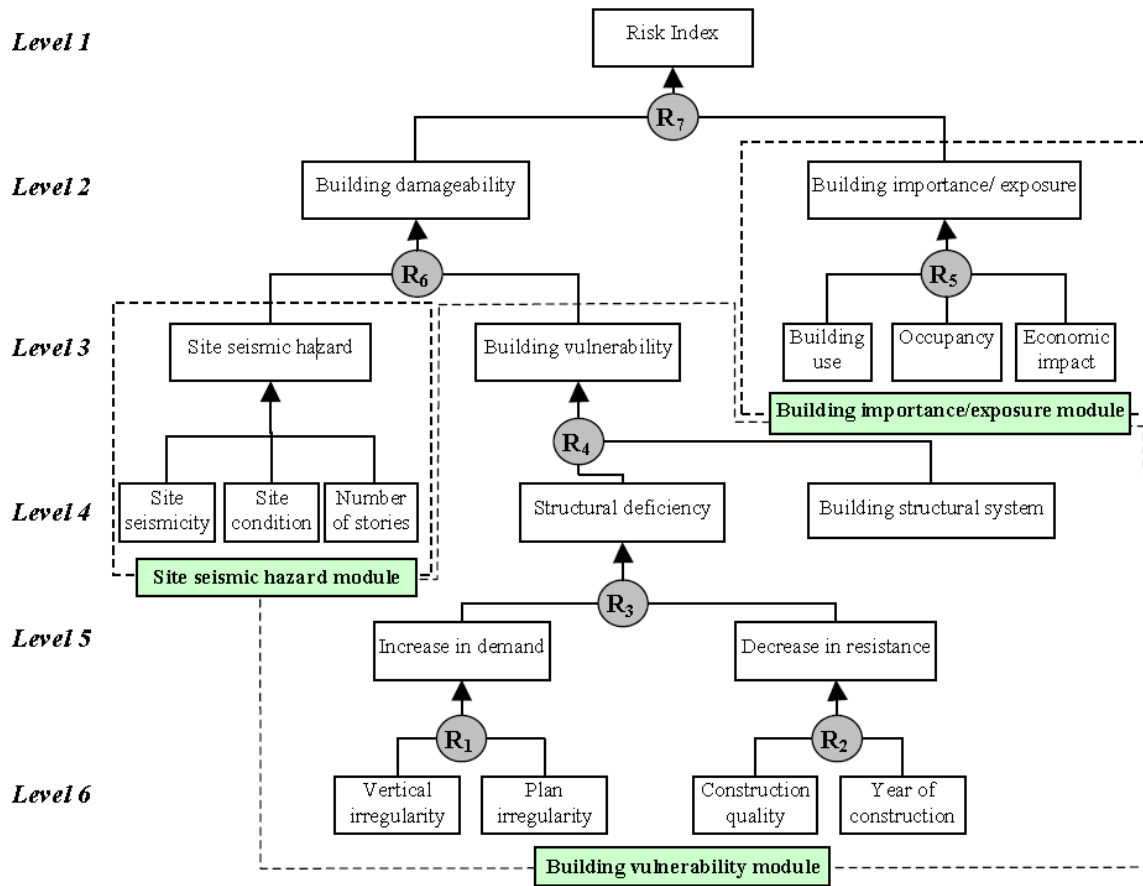 Level 1
Risk Index
R7
Level 2
Building damageability
Building importance/ exposure
R6
R5
Level 3
Site seismic hazard
Building vulnerability
Building
use
Occupancy
Economic
impact
Building importance/exposure module
R4
Level 4
Site
seismicity
Site
condition
Number
of stories
Structural deficiency
Building structural system
Site seismic hazard module
R3
Level 5
Increase in demand
Decrease in resistance
R1
R2
Level 6
Vertical
irregularity
Plan
irregularity
Construction
quality
Year of
construction
Building vulnerability module